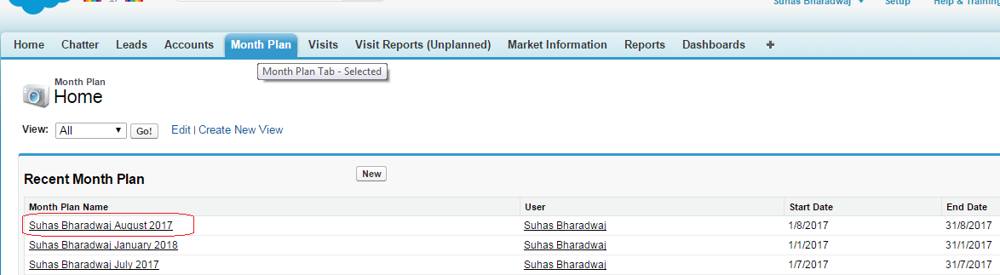 Suhas Bharadwaj Setup Help & Training
Home Chatter Leads Accounts Month Plan Visits Visit Reports (Unplanned) Market Information Reports Dashboards +
Month Plan Tab - Selected
Month Plan
Home
View: All Go! Edit | Create New View
Recent Month Plan New
Month Plan Name User Start Date End Date
Suhas Bharadwaj August 2017 Suhas Bharadwaj 1/8/2017 31/8/2017
Suhas Bharadwaj January 2018 Suhas Bharadwaj 1/1/2017 31/1/2017
Suhas Bharadwaj July 2017 Suhas Bharadwaj 1/7/2017 31/7/2017